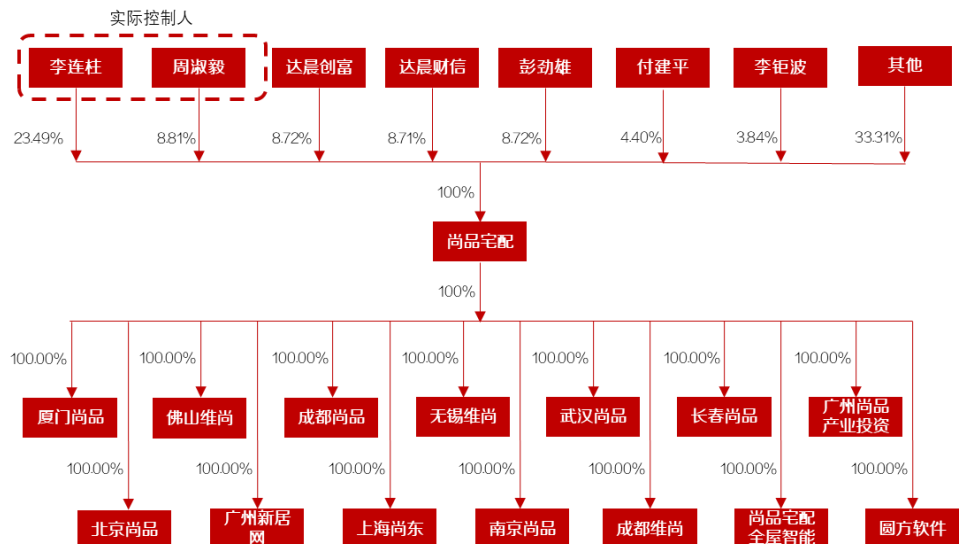 实际控制人
李连柱
周淑毅
达晨创富
达晨财信
彭劲雄
付建平
李钜波
其他
23.49%
8.81%
8.72%
8.71%
8.72%
4.40%
3.84%
33.31%
100%
尚品宅配
100%
100.00%
100.00%
100.00%
100.00%
100.00%
100.00%
100.00%
厦门尚品
佛山维尚
成都尚品
无锡维尚
武汉尚品
长春尚品
广州尚品
产业投资
100.00%
100.00%
100.00%
100.00%
100.00%
100.00%
100.00%
北京尚品
广州新居
网
上海尚东
南京尚品
成都维尚
尚品宅配
全屋智能
圆方软件